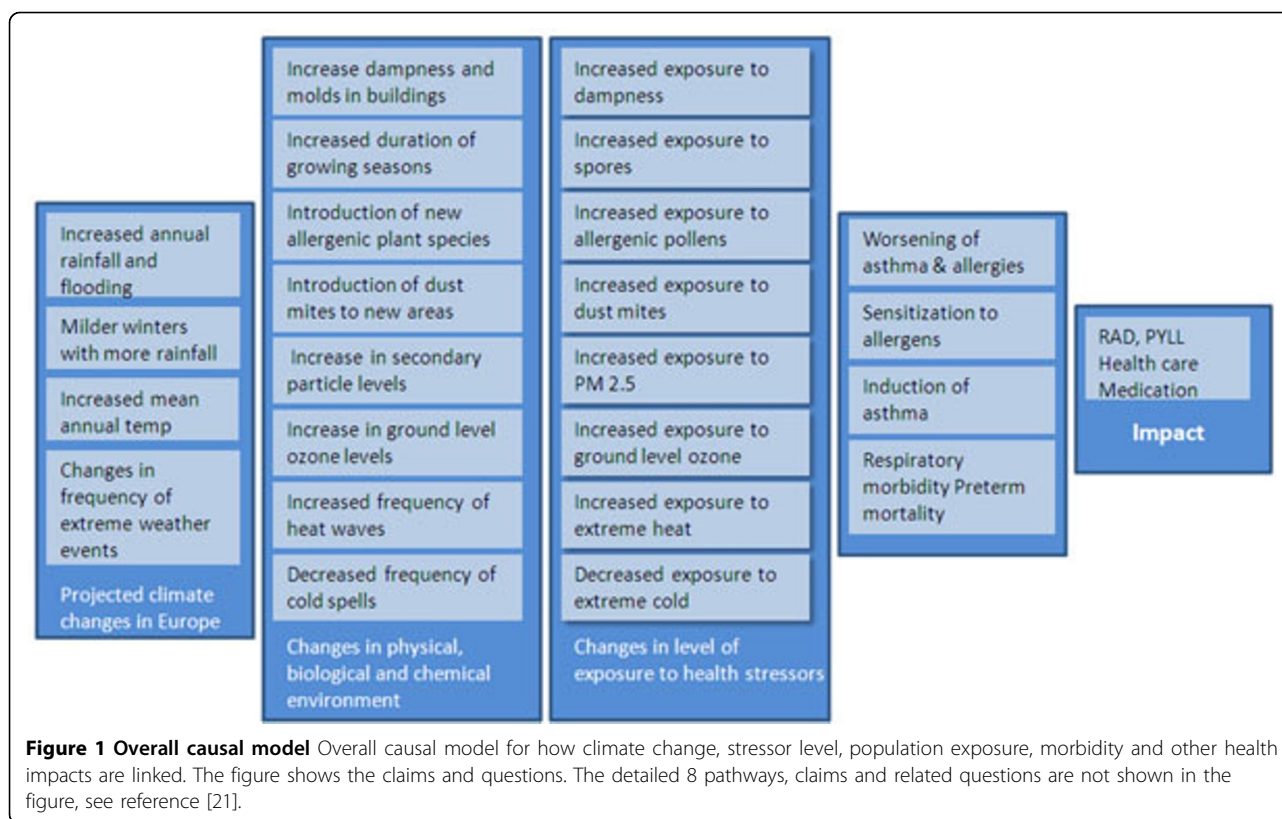 Increased annual
rainfall and
flooding
Milder winters
with more rainfall
Increased mean
annual temp
Changes in
frequency of
extreme weather
events
Projected climate
changes in Europe
Increase dampness and
molds in buildings
Increased duration of
growing seasons
Introduction of new
allergenic plant species
Introduction of dust
mites to new areas
Increase in secondary
particle levels
Increase in ground level
ozone levels
Increased frequency of
heat waves
Decreased frequency of
cold spells
Changes in physical,
biological and chemical
environment
Increased exposure to
dampness
Increased exposure to
spores
Increased exposure to
allergenic pollens
Increased exposure to
dust mites
Increased exposure to
PM 2.5
Increased exposure to
ground level ozone
Increased exposure to
extreme heat
Decreased exposure to
extreme cold
Changes in level of
exposure to health stressors
Worsening of
asthma & allergies
Sensitization to
allergens
Induction of
asthma
Respiratory
morbidity Preterm
mortality
RAD, PYLL
Health care
Medication
Impact
Figure 1 Overall causal model Overall causal model for how climate change, stressor level, population exposure, morbidity and other health
impacts are linked. The figure shows the claims and questions. The detailed 8 pathways, claims and related questions are not shown in the
figure, see reference [21].